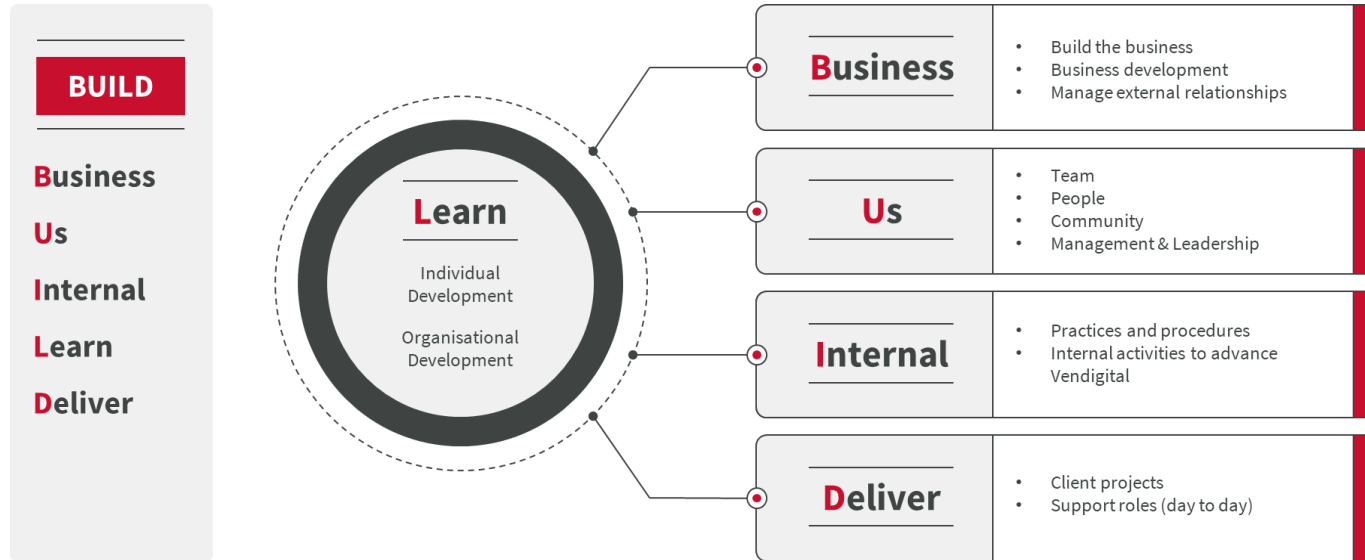 BUILD
Business
Us
Internal
Learn
Deliver
Learn
Individual
Development
Organisational
Development
Business
• Build the business
• Business development
• Manage external relationships
Us
• Team
• People
• Community
• Management & Leadership
Internal
• Practices and procedures
• Internal activities to advance
Vendigital
Deliver
• Client projects
• Support roles (day to day)